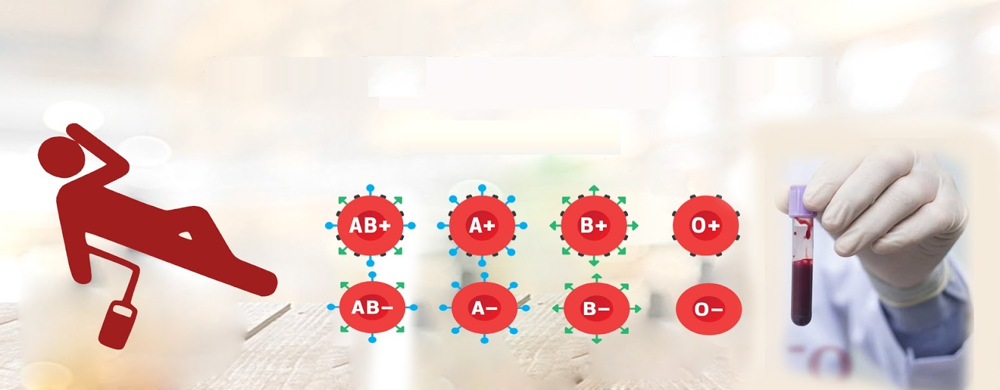 AB+ A+ B+ O+
AB− A− B− O−